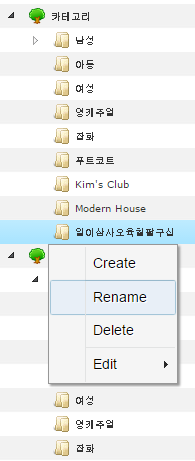 카테고리
남성
아동
여성
영캐주얼
잡화
푸트코트
Kim's Club
Modern House
일이삼사오육칠팔구십
Create
Rename
Delete
Edit
여성
영캐주얼
잡화